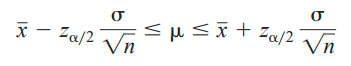 x̄ − z_{α/2} σ/√n ≤ μ ≤ x̄ + z_{α/2} σ/√n